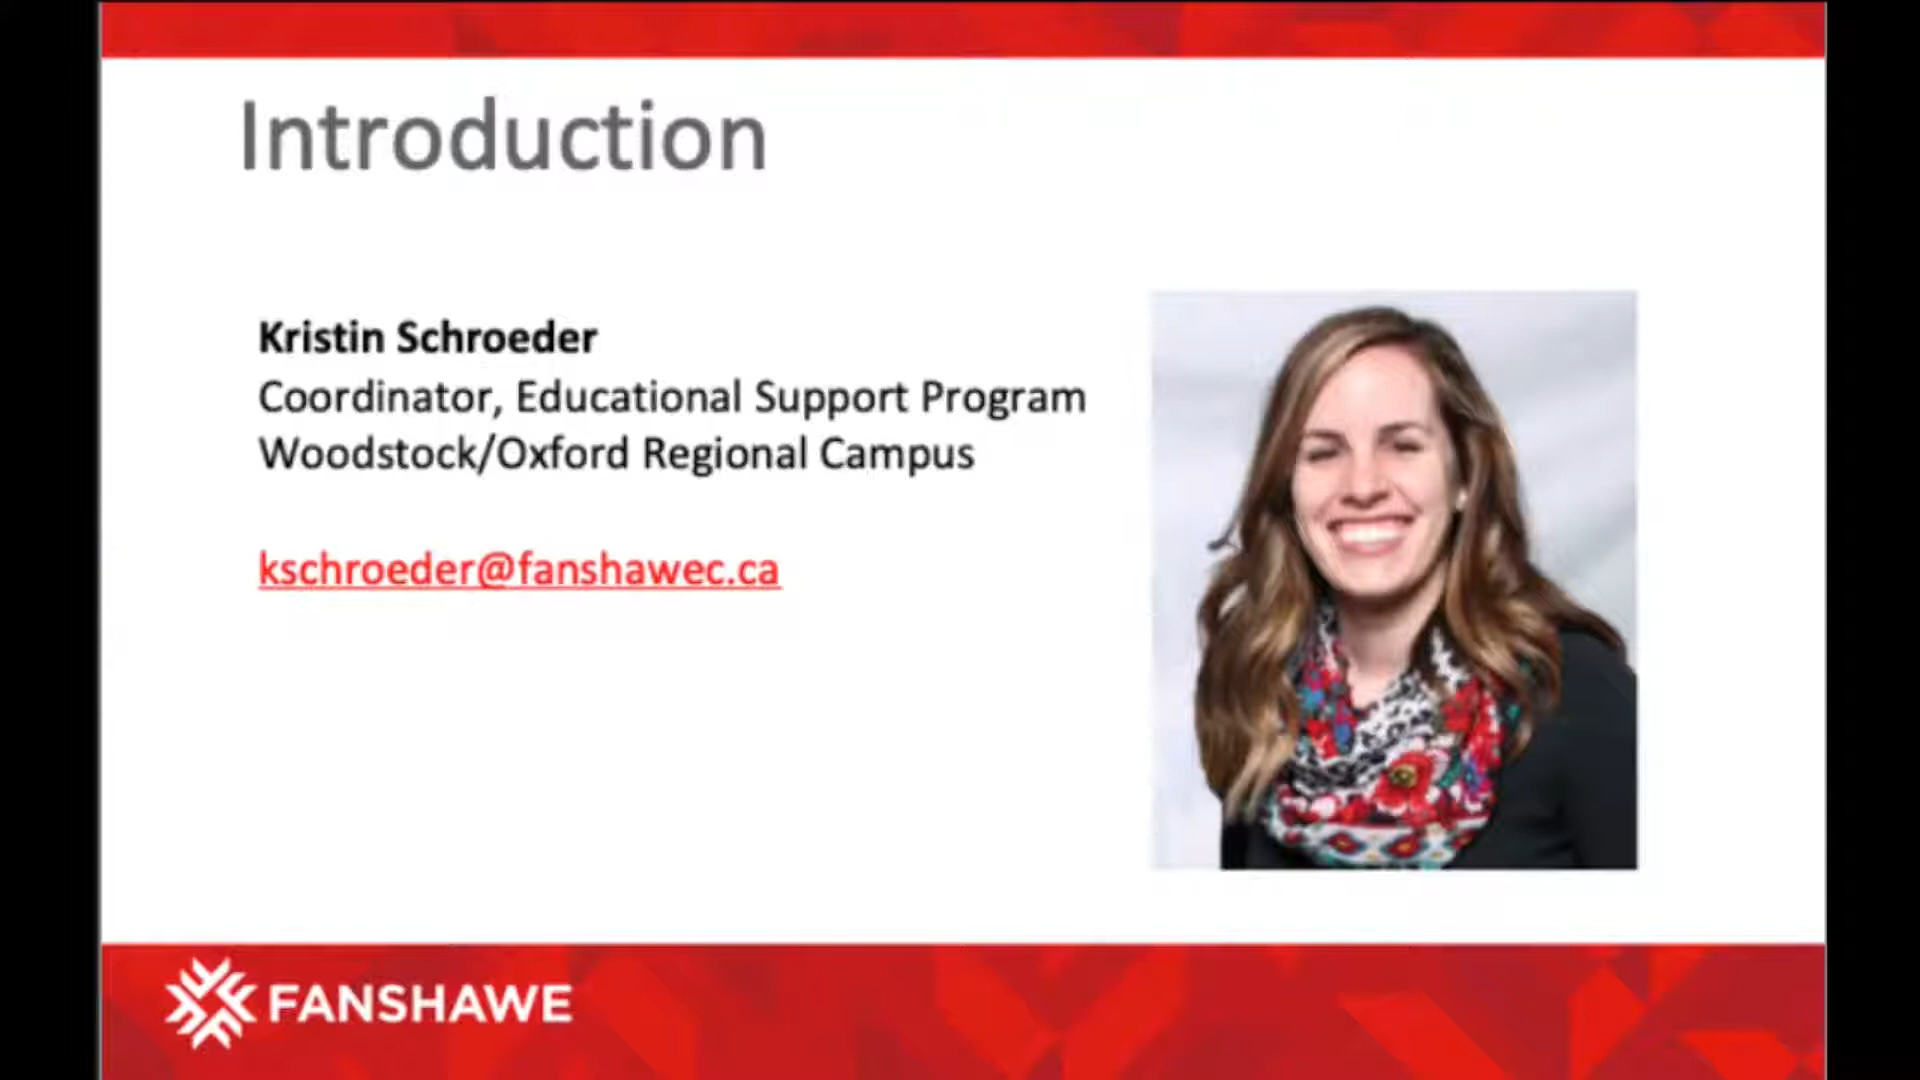 Introduction
Kristin Schroeder
Coordinator, Educational Support Program
Woodstock/Oxford Regional Campus
kschroeder@fanshawec.ca
FANSHAWE